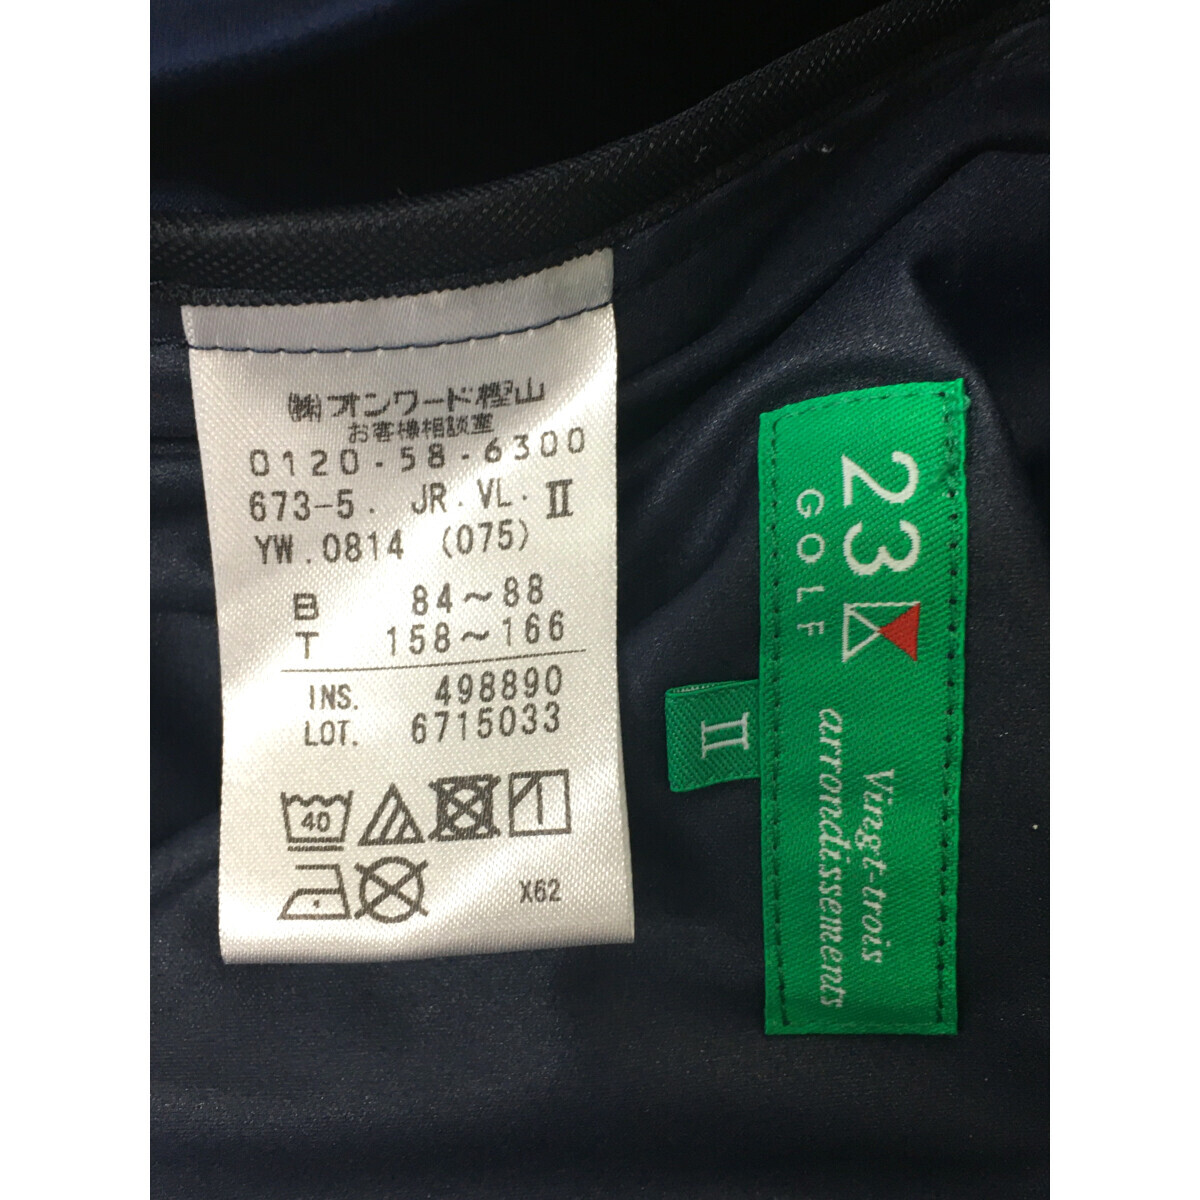 ㈱オンワード樫山
お客様相談室
0120-58-6300
673-5. JR.VL.Ⅱ
YW.0814 (075)
B 84～88
T 158～166
INS. 498890
LOT. 6715033
40
X62
23
GOLF
Vingt-trois
arrondissements
Ⅱ